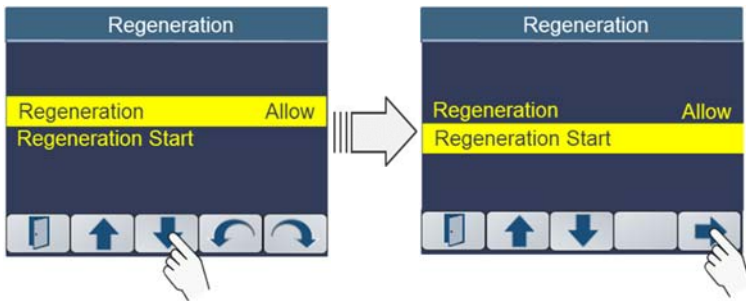 Regeneration
Regeneration Allow
Regeneration Start
Regeneration
Regeneration Allow
Regeneration Start